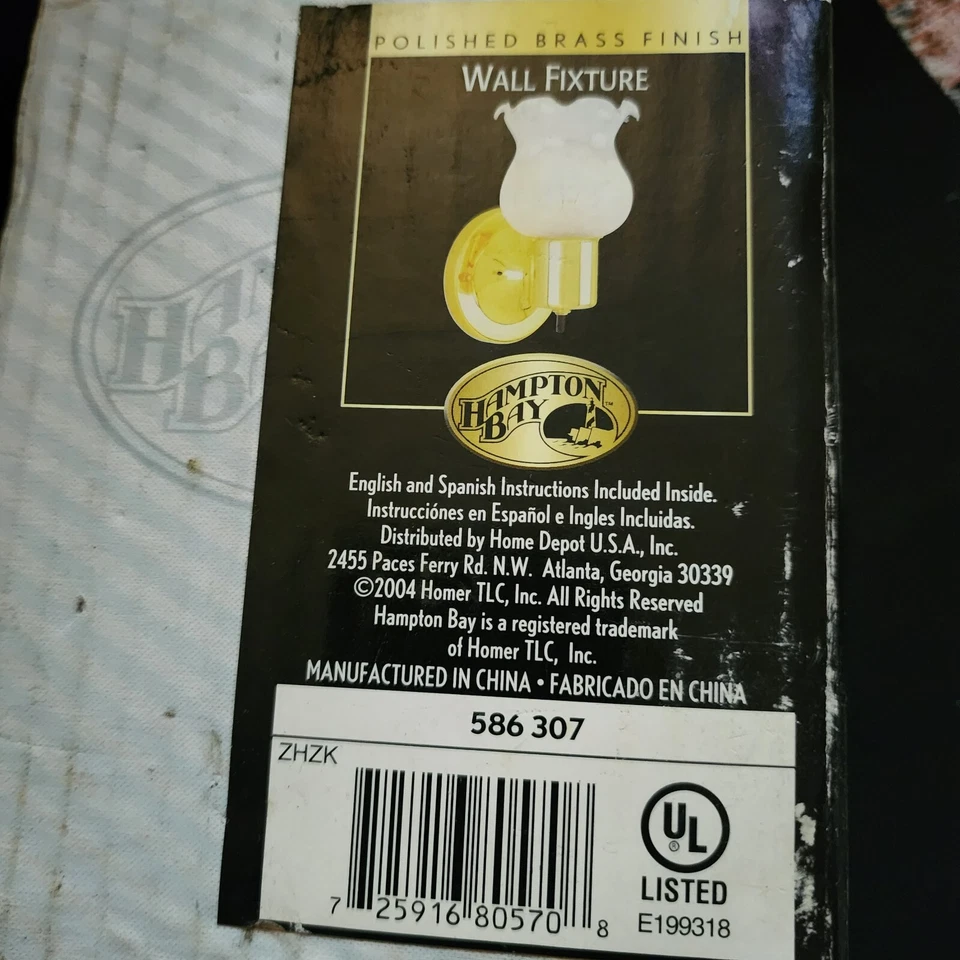 POLISHED BRASS FINISH
WALL FIXTURE
HAMPTON
BAY™
HA
B
English and Spanish Instructions Included Inside.
Instrucciónes en Español e Ingles Incluidas.
Distributed by Home Depot U.S.A., Inc.
2455 Paces Ferry Rd. N.W. Atlanta, Georgia 30339
©2004 Homer TLC, Inc. All Rights Reserved
Hampton Bay is a registered trademark
of Homer TLC, Inc.
MANUFACTURED IN CHINA • FABRICADO EN CHINA
586 307
ZHZK
7 25916 80570 8
UL®
LISTED
E199318